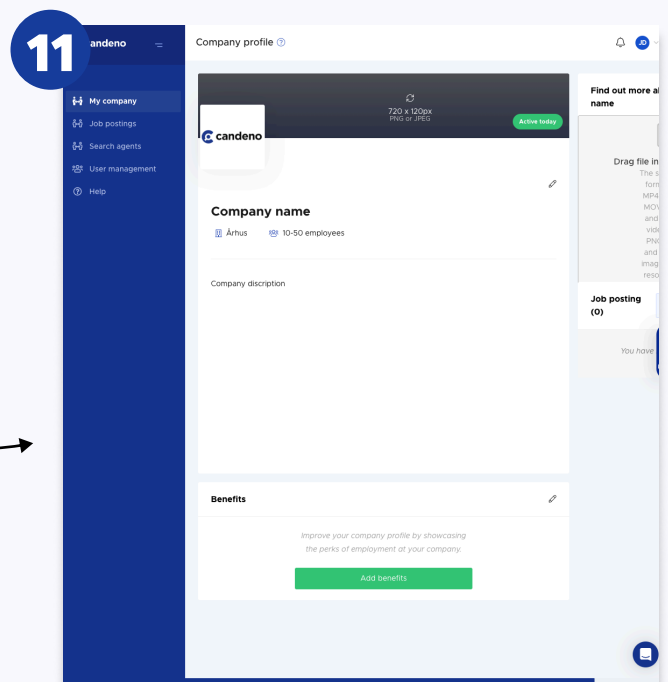 11
andeno
Company profile
JD
My company
Job postings
Search agents
User management
Help
720 x 120px
PNG or JPEG
Active today
candeno
Company name
Århus
10-50 employees
Company discription
Find out more a
name
Drag file in
The s
form
MP4
MOV
and
vide
PNG
and
imag
reso
Job posting
(0)
You have
Benefits
Improve your company profile by showcasing
the perks of employment at your company.
Add benefits